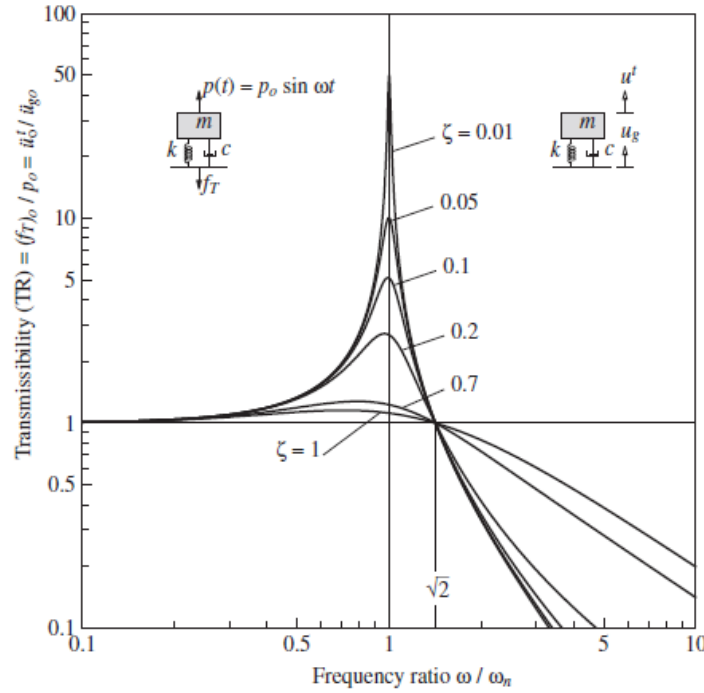 100
50
10
5
1
0.5
0.1
Transmissibility (TR) = (f_T)_o / p_o = ü_o^t / ü_go
p(t) = p_o sin ωt
m
k
c
f_T
u^t
m
u_g
k
c
ζ = 0.01
0.05
0.1
0.2
0.7
ζ = 1
√2
0.1
0.5
1
5
10
Frequency ratio ω / ω_n